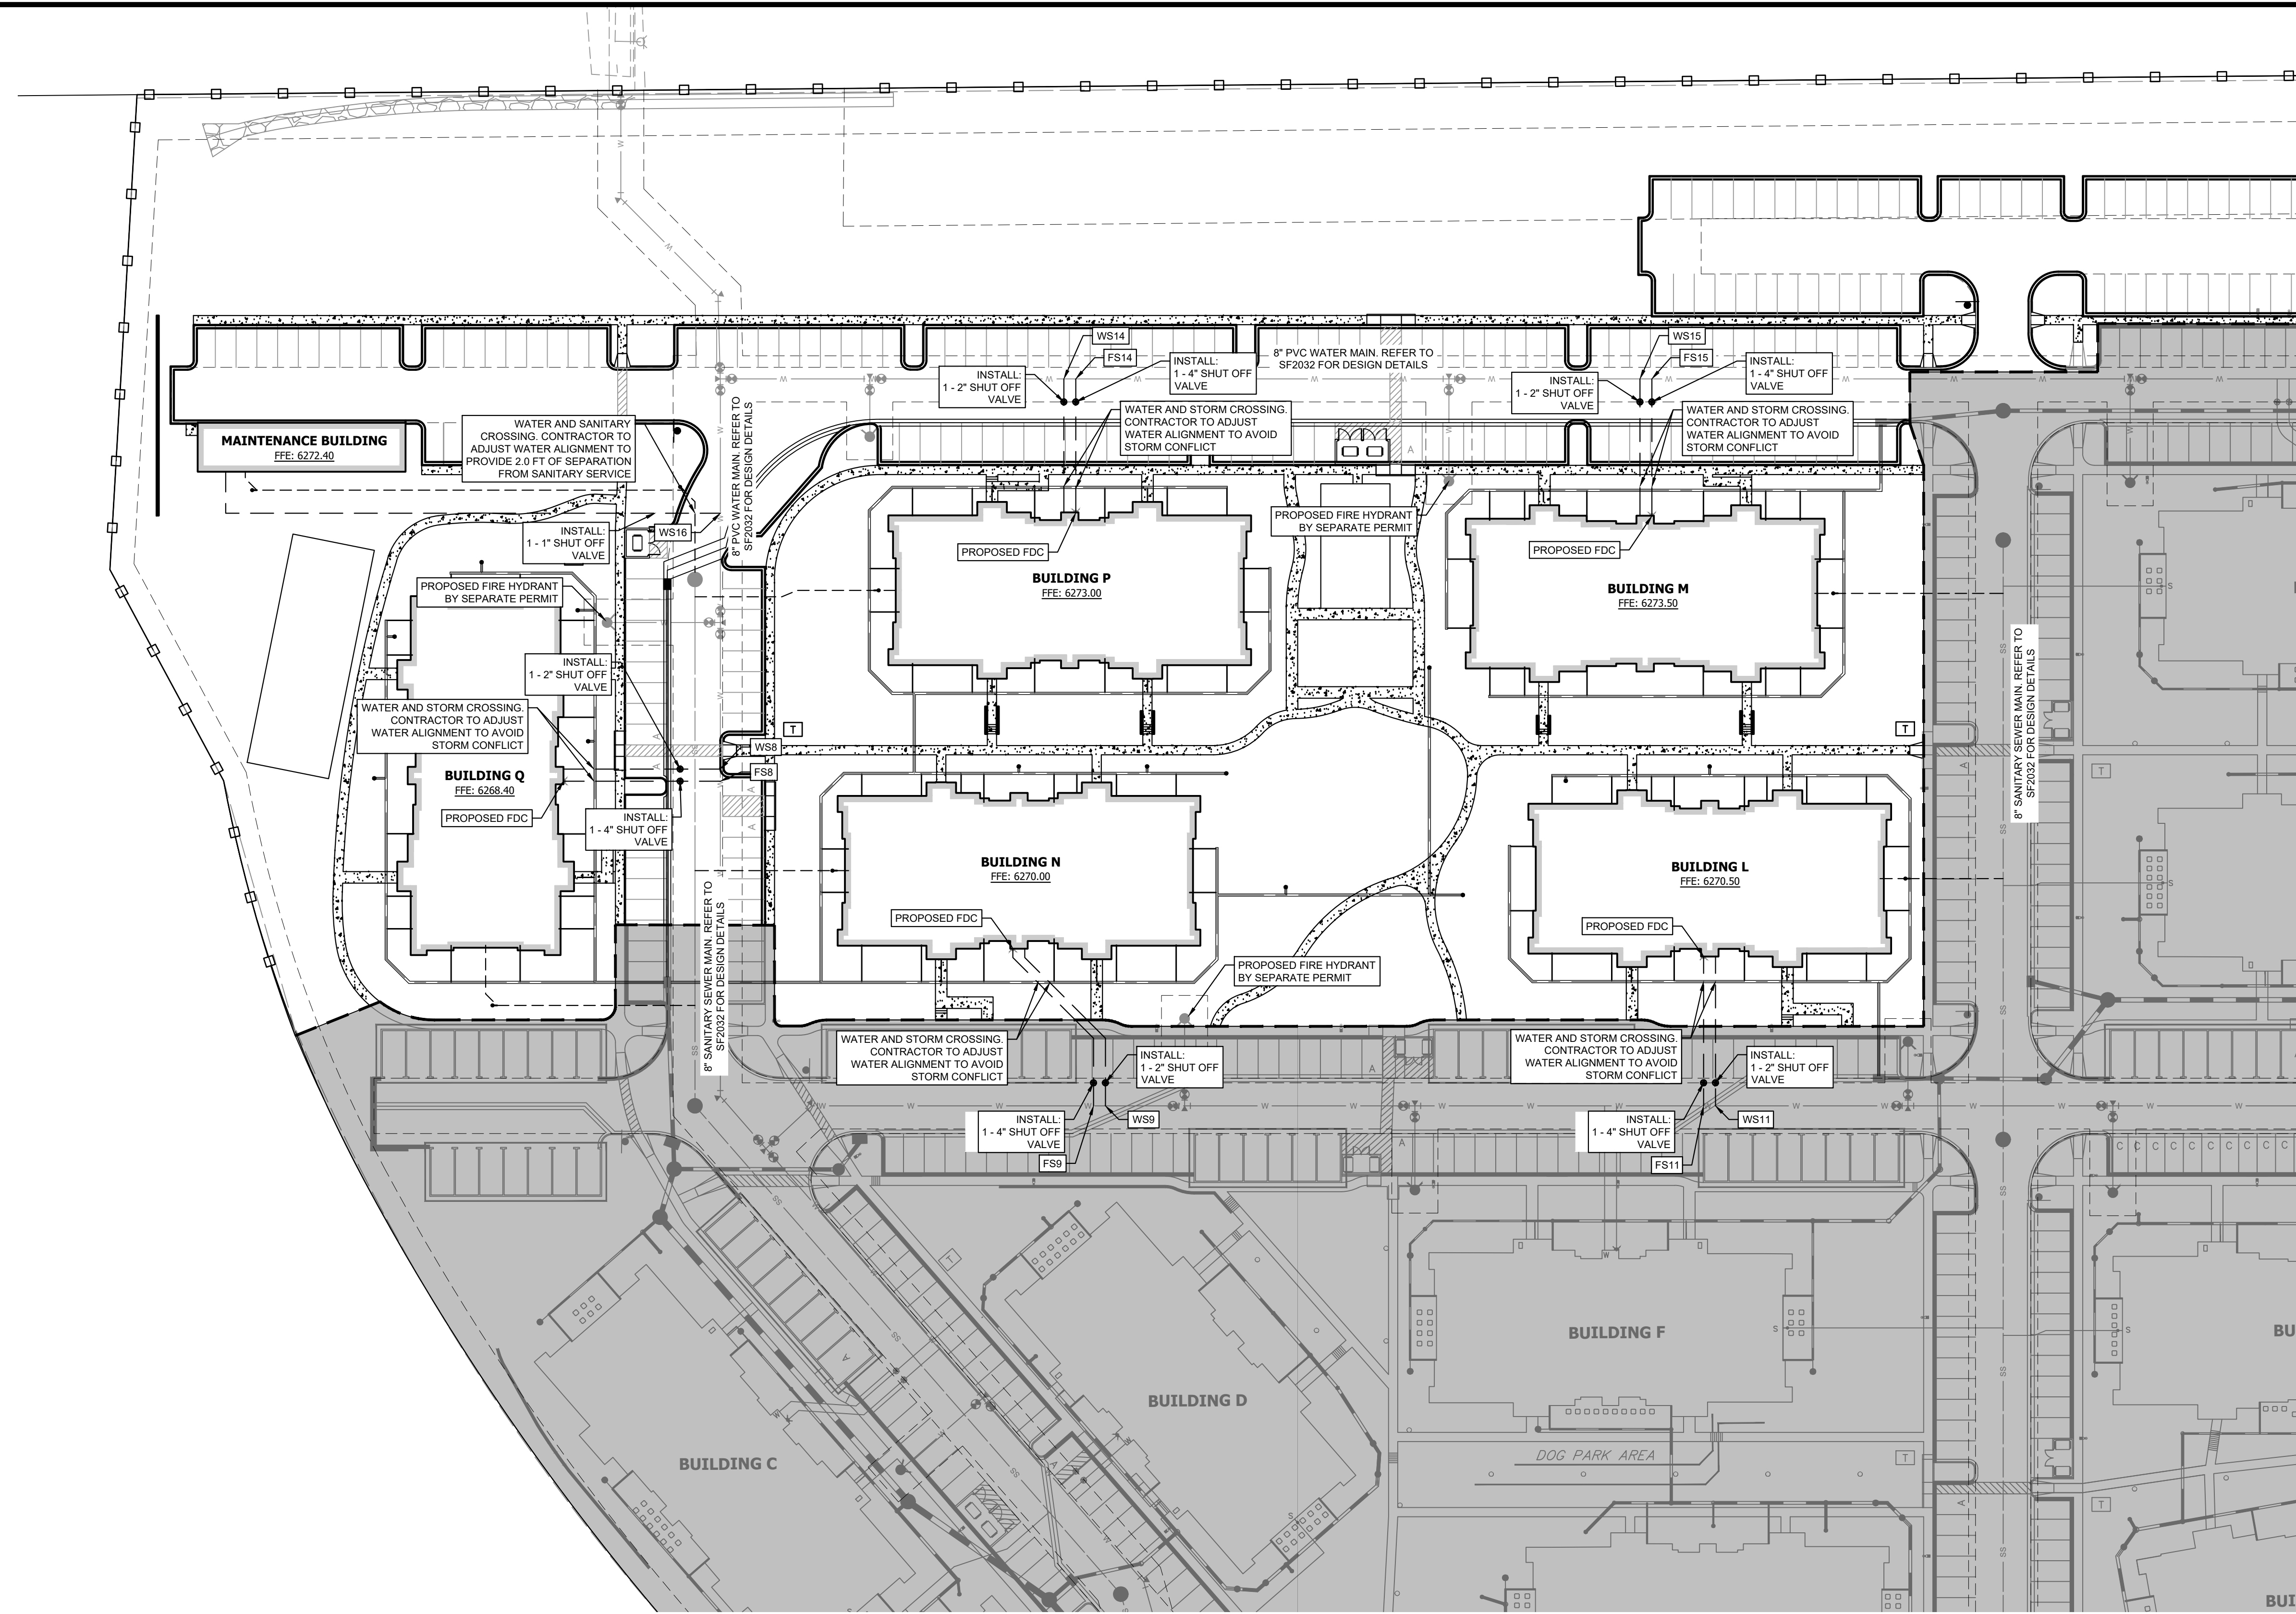 WS14
FS14
INSTALL:
1 - 4" SHUT OFF
VALVE
INSTALL:
1 - 2" SHUT OFF
VALVE
8" PVC WATER MAIN. REFER TO
SF2032 FOR DESIGN DETAILS
WS15
FS15
INSTALL:
1 - 4" SHUT OFF
VALVE
INSTALL:
1 - 2" SHUT OFF
VALVE
WATER AND STORM CROSSING.
CONTRACTOR TO ADJUST
WATER ALIGNMENT TO AVOID
STORM CONFLICT
WATER AND STORM CROSSING.
CONTRACTOR TO ADJUST
WATER ALIGNMENT TO AVOID
STORM CONFLICT
MAINTENANCE BUILDING
FFE: 6272.40
WATER AND SANITARY
CROSSING. CONTRACTOR TO
ADJUST WATER ALIGNMENT TO
PROVIDE 2.0 FT OF SEPARATION
FROM SANITARY SERVICE
8" PVC WATER MAIN. REFER TO
SF2032 FOR DESIGN DETAILS
INSTALL:
1 - 1" SHUT OFF
VALVE
WS16
PROPOSED FIRE HYDRANT
BY SEPARATE PERMIT
PROPOSED FDC
BUILDING P
FFE: 6273.00
PROPOSED FIRE HYDRANT
BY SEPARATE PERMIT
PROPOSED FDC
BUILDING M
FFE: 6273.50
INSTALL:
1 - 2" SHUT OFF
VALVE
WATER AND STORM CROSSING.
CONTRACTOR TO ADJUST
WATER ALIGNMENT TO AVOID
STORM CONFLICT
T
WS8
FS8
T
8" SANITARY SEWER MAIN. REFER TO
SF2032 FOR DESIGN DETAILS
T
BUILDING Q
FFE: 6268.40
PROPOSED FDC
INSTALL:
1 - 4" SHUT OFF
VALVE
BUILDING N
FFE: 6270.00
PROPOSED FDC
BUILDING L
FFE: 6270.50
PROPOSED FDC
8" SANITARY SEWER MAIN. REFER TO
SF2032 FOR DESIGN DETAILS
PROPOSED FIRE HYDRANT
BY SEPARATE PERMIT
WATER AND STORM CROSSING.
CONTRACTOR TO ADJUST
WATER ALIGNMENT TO AVOID
STORM CONFLICT
INSTALL:
1 - 2" SHUT OFF
VALVE
INSTALL:
1 - 4" SHUT OFF
VALVE
WS9
FS9
WATER AND STORM CROSSING.
CONTRACTOR TO ADJUST
WATER ALIGNMENT TO AVOID
STORM CONFLICT
INSTALL:
1 - 2" SHUT OFF
VALVE
INSTALL:
1 - 4" SHUT OFF
VALVE
WS11
FS11
C C C C C C C C
T
BUILDING F
BU
BUILDING D
BUILDING C
DOG PARK AREA
T
T
BUI